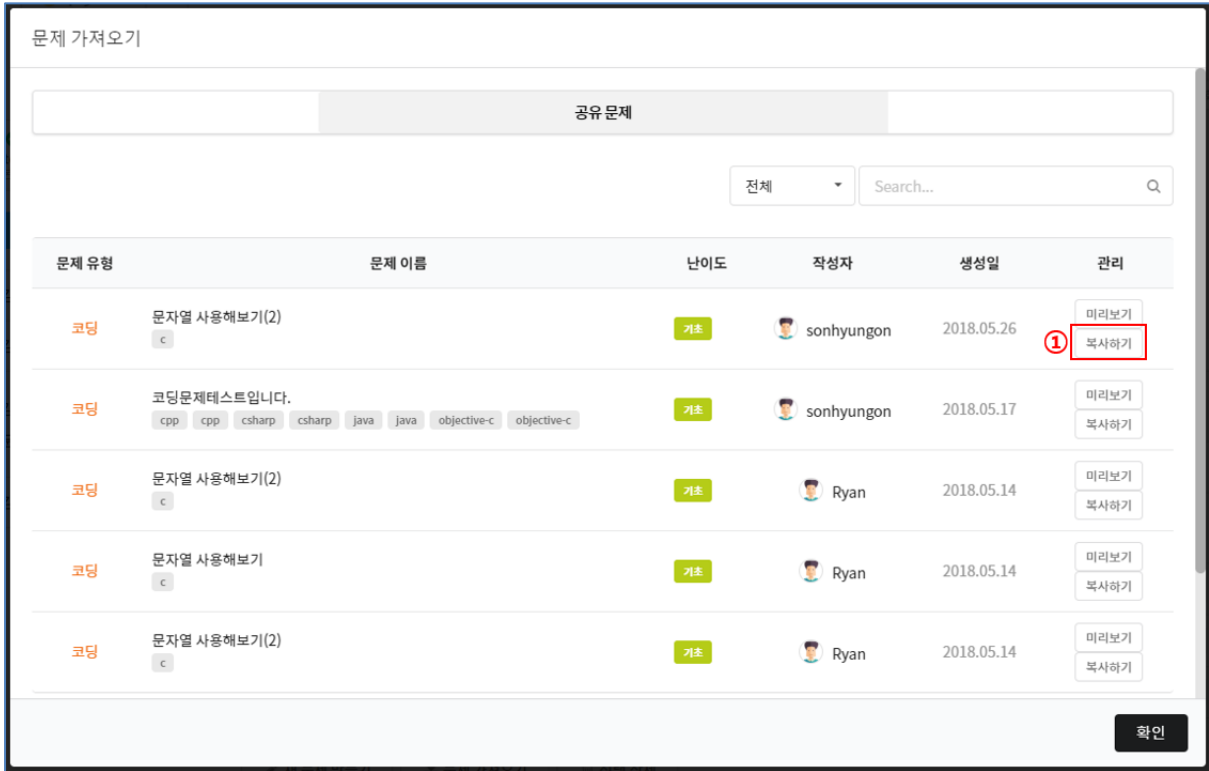 문제 가져오기
공유 문제
전체 Search...
문제 유형 문제 이름 난이도 작성자 생성일 관리
코딩 문자열 사용해보기(2) 기초 sonhyungon 2018.05.26 미리보기
c ① 복사하기
코딩 코딩문제테스트입니다. 기초 sonhyungon 2018.05.17 미리보기
cpp cpp csharp csharp java java objective-c objective-c 복사하기
코딩 문자열 사용해보기(2) 기초 Ryan 2018.05.14 미리보기
c 복사하기
코딩 문자열 사용해보기 기초 Ryan 2018.05.14 미리보기
c 복사하기
코딩 문자열 사용해보기(2) 기초 Ryan 2018.05.14 미리보기
c 복사하기
확인